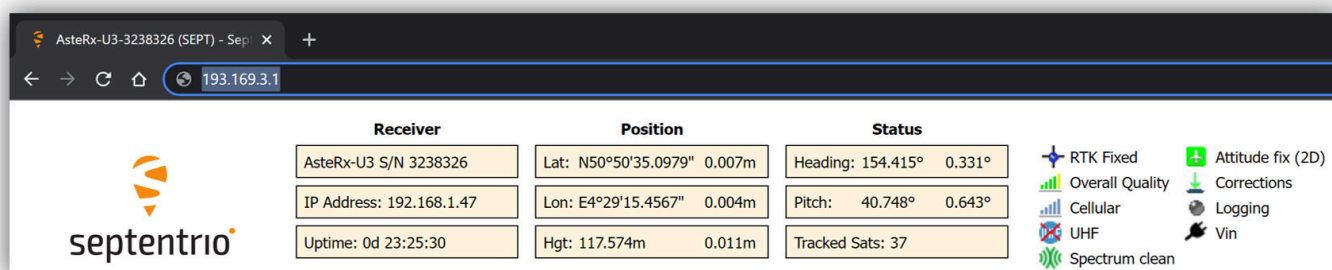 AsteRx-U3-3238326 (SEPT) - Sept
193.169.3.1
Receiver Position Status
AsteRx-U3 S/N 3238326 Lat: N50°50'35.0979" 0.007m Heading: 154.415° 0.331° RTK Fixed Attitude fix (2D)
Overall Quality Corrections
IP Address: 192.168.1.47 Lon: E4°29'15.4567" 0.004m Pitch: 40.748° 0.643° Cellular Logging
UHF Vin
septentrio Uptime: 0d 23:25:30 Hgt: 117.574m 0.011m Tracked Sats: 37 Spectrum clean